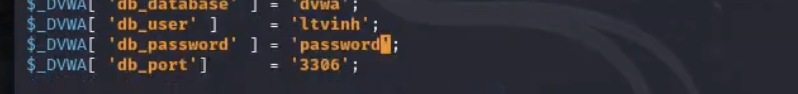 $_DVWA[ 'db_database' ] = 'dvwa';
$_DVWA[ 'db_user' ]     = 'ltvinh';
$_DVWA[ 'db_password' ] = 'password';
$_DVWA[ 'db_port']      = '3306';